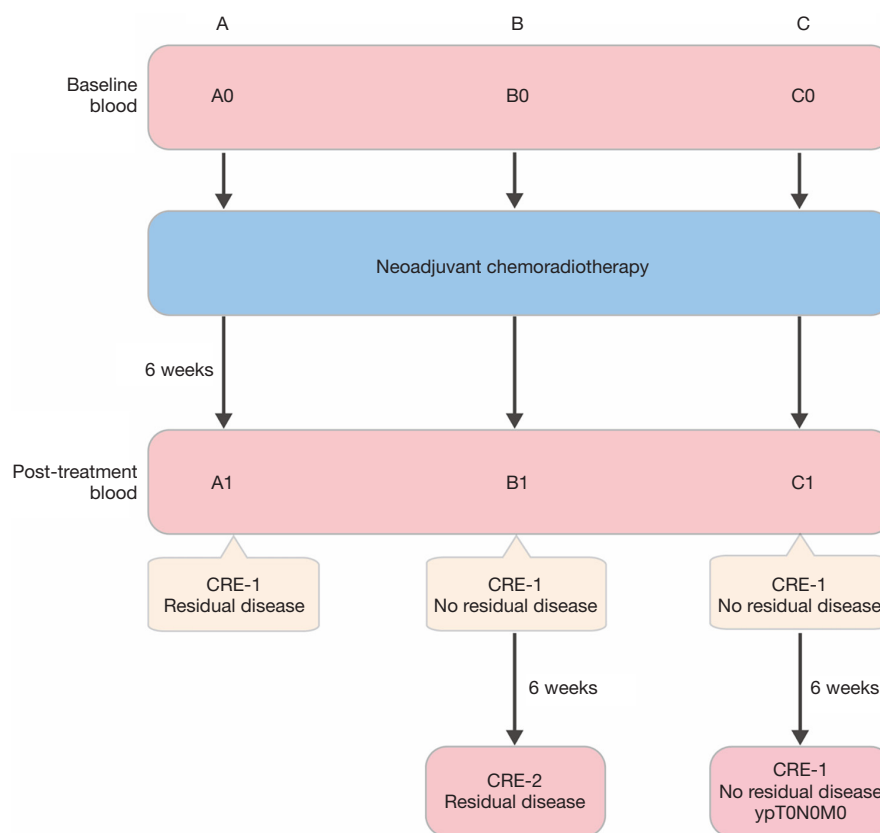 A B C
Baseline
blood
A0 B0 C0
Neoadjuvant chemoradiotherapy
6 weeks
Post-treatment
blood
A1 B1 C1
CRE-1
Residual disease
CRE-1
No residual disease
CRE-1
No residual disease
6 weeks
6 weeks
CRE-2
Residual disease
CRE-1
No residual disease
ypT0N0M0